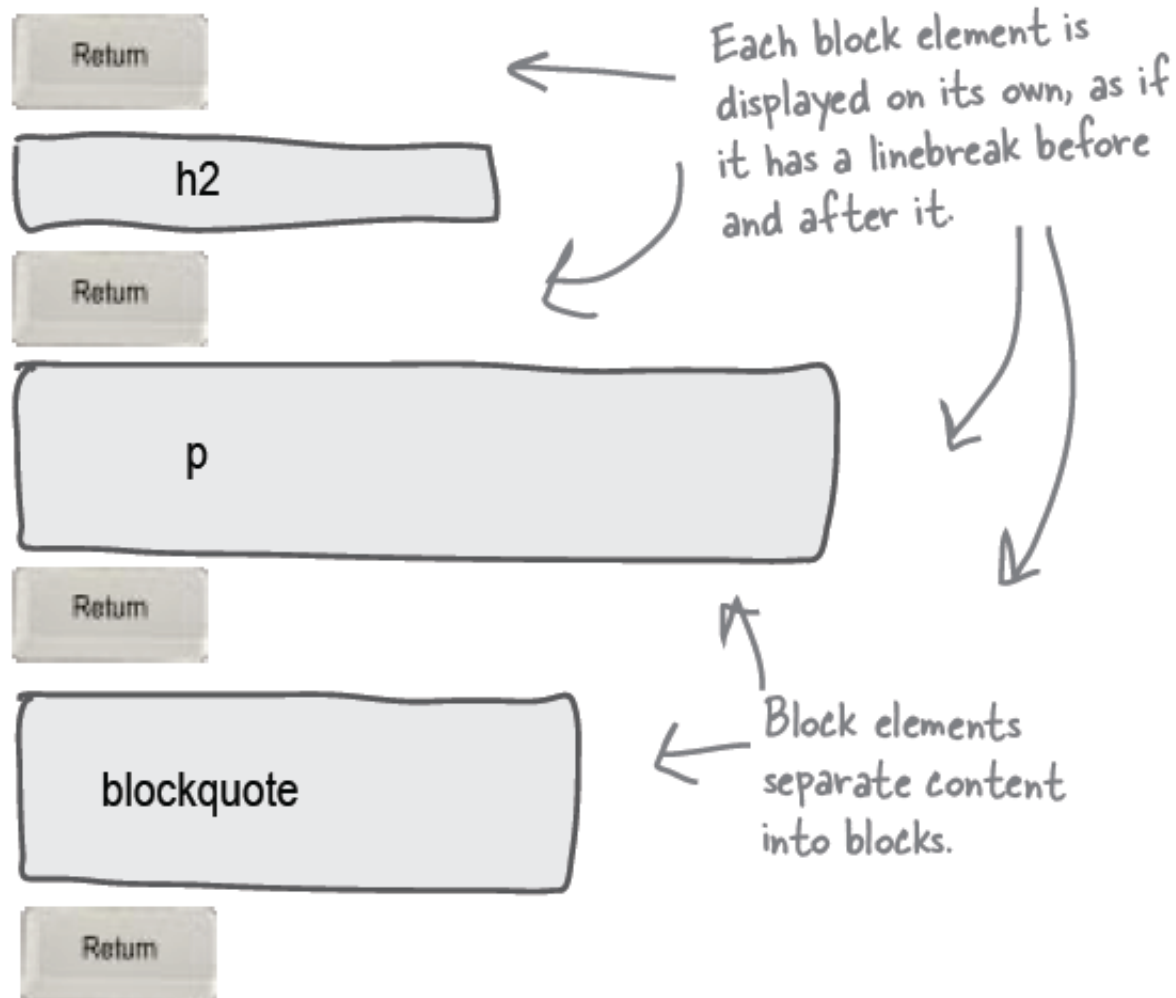 Return
Each block element is
displayed on its own, as if
it has a linebreak before
and after it.
h2
Return
p
Return
Block elements
separate content
into blocks.
blockquote
Return